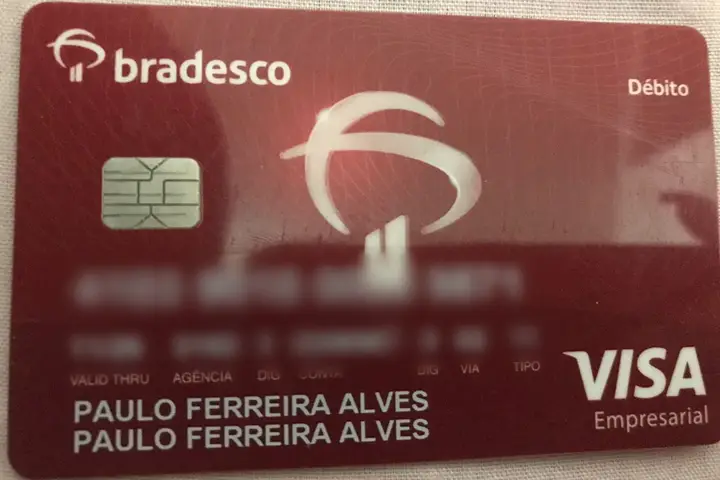 bradesco
Débito
VALID THRU AGÊNCIA DIG CONTA DIG VIA TIPO
PAULO FERREIRA ALVES
PAULO FERREIRA ALVES
VISA
Empresarial